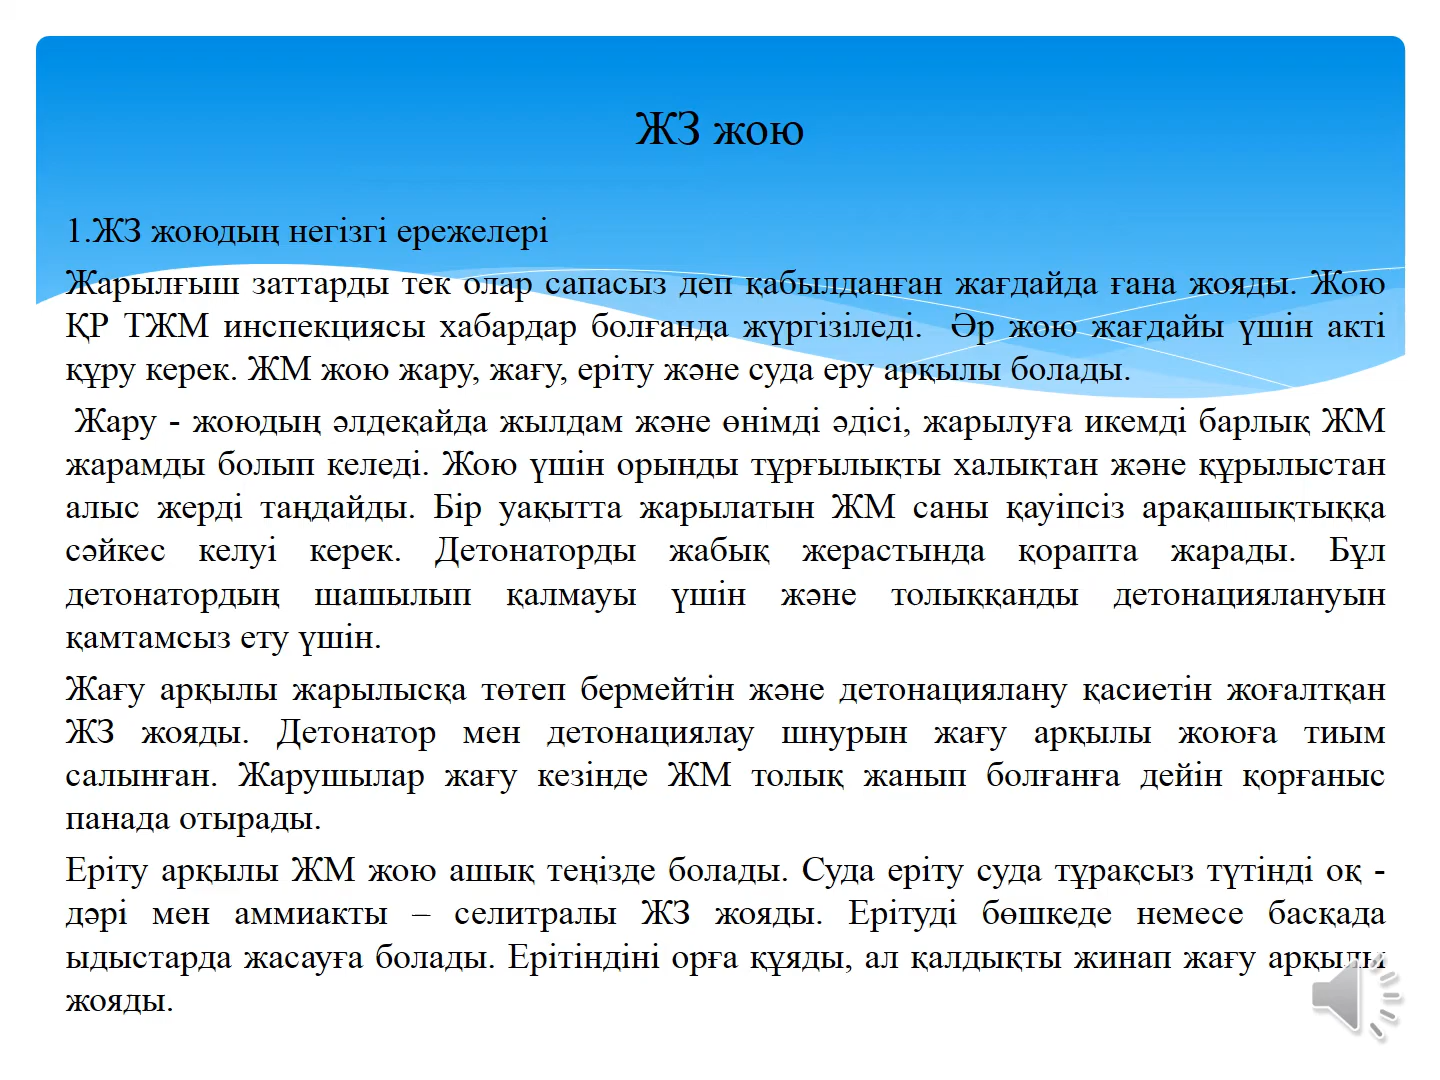 ЖЗ жою
1.ЖЗ жоюдың негізгі ережелері
Жарылғыш заттарды тек олар сапасыз деп қабылданған жағдайда ғана жояды. Жою
ҚР ТЖМ инспекциясы хабардар болғанда жүргізіледі.  Әр жою жағдайы үшін акті
құру керек. ЖМ жою жару, жағу, еріту және суда еру арқылы болады.
Жару - жоюдың әлдеқайда жылдам және өнімді әдісі, жарылуға икемді барлық ЖМ
жарамды болып келеді. Жою үшін орынды тұрғылықты халықтан және құрылыстан
алыс жерді таңдайды. Бір уақытта жарылатын ЖМ саны қауіпсіз арақашықтыққа
сәйкес келуі керек. Детонаторды жабық жерастында қорапта жарады. Бұл
детонатордың шашылып қалмауы үшін және толыққанды детонациялануын
қамтамсыз ету үшін.
Жағу арқылы жарылысқа төтеп бермейтін және детонациялану қасиетін жоғалтқан
ЖЗ жояды. Детонатор мен детонациялау шнурын жағу арқылы жоюға тиым
салынған. Жарушылар жағу кезінде ЖМ толық жанып болғанға дейін қорғаныс
панада отырады.
Еріту арқылы ЖМ жою ашық теңізде болады. Суда еріту суда тұрақсыз түтінді оқ -
дәрі мен аммиакты – селитралы ЖЗ жояды. Ерітуді бөшкеде немесе басқада
ыдыстарда жасауға болады. Ерітіндіні орға құяды, ал қалдықты жинап жағу арқылы
жояды.